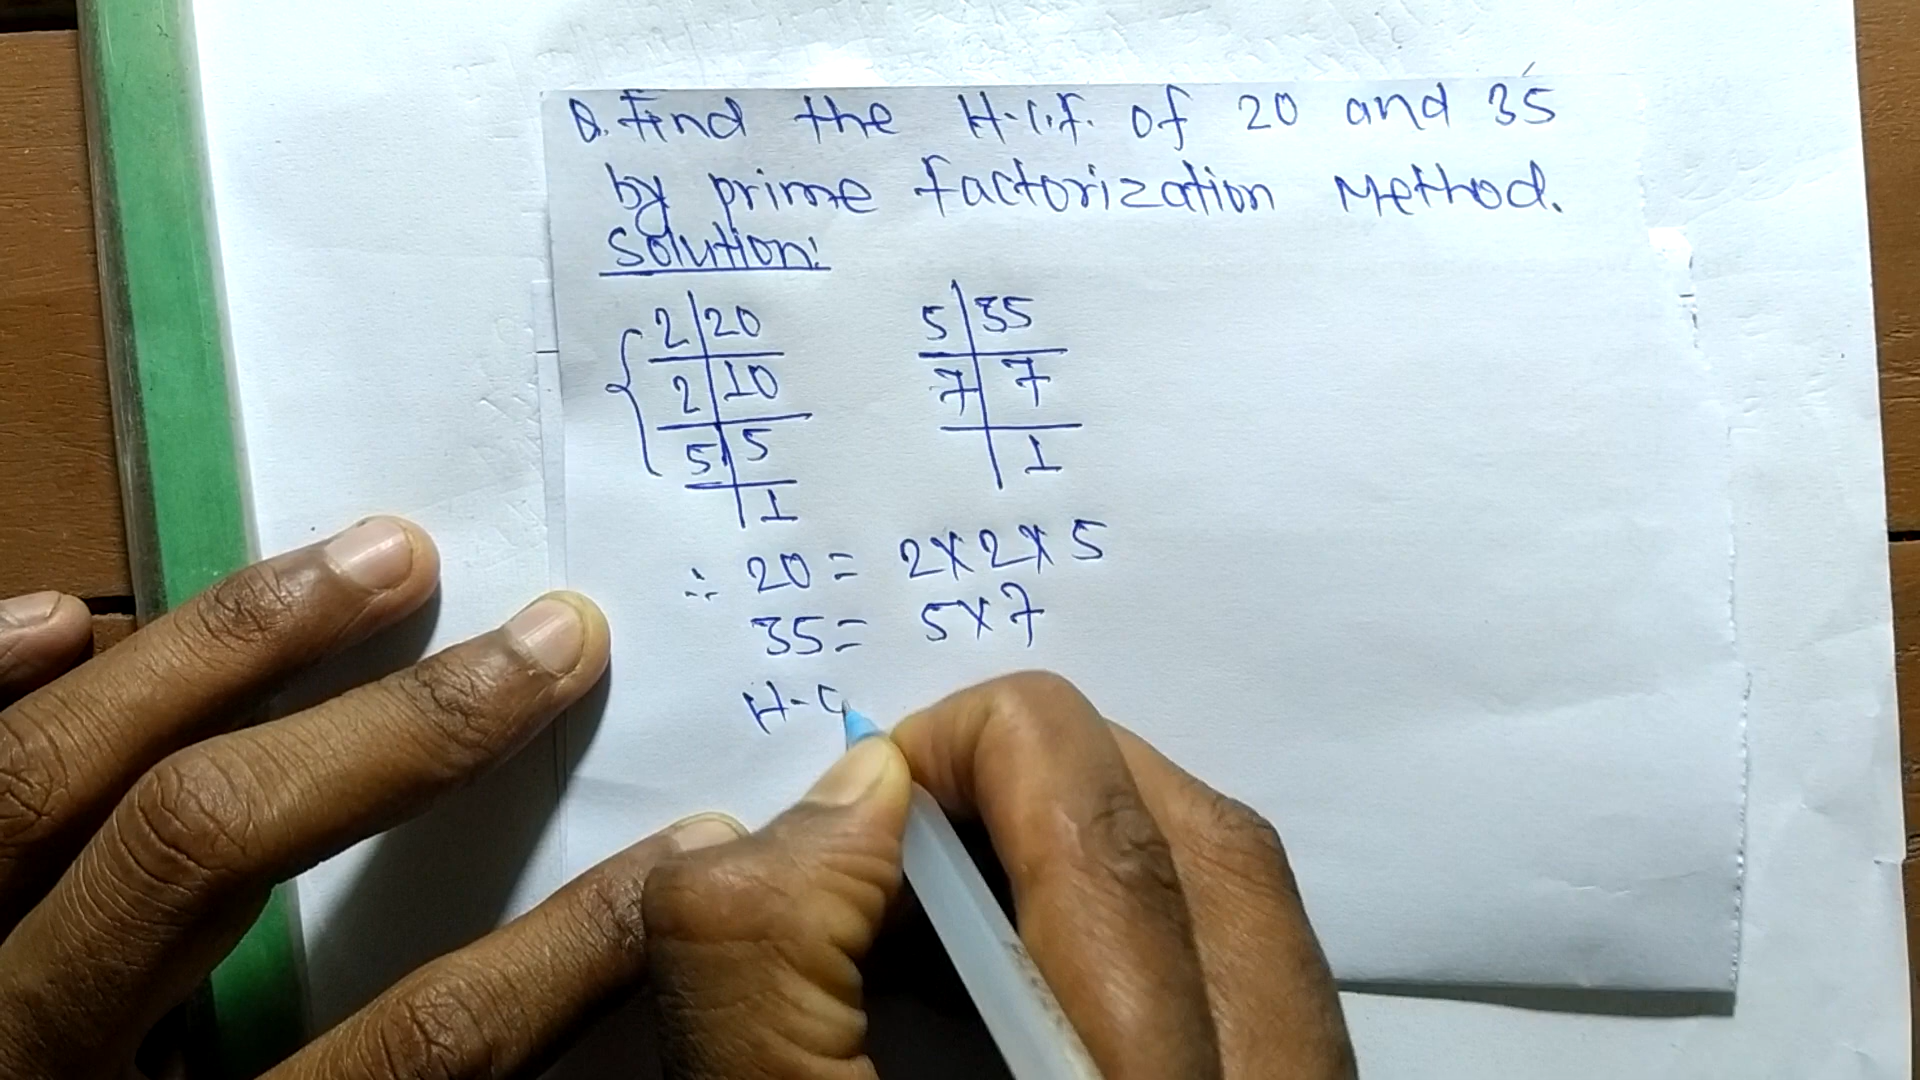 Q. Find the H.C.F. of 20 and 35
by prime factorization Method.
Solution:
2 | 20
2 | 10
5 | 5
1
5 | 35
7 | 7
1
∴ 20 = 2 × 2 × 5
35 = 5 × 7
H-C